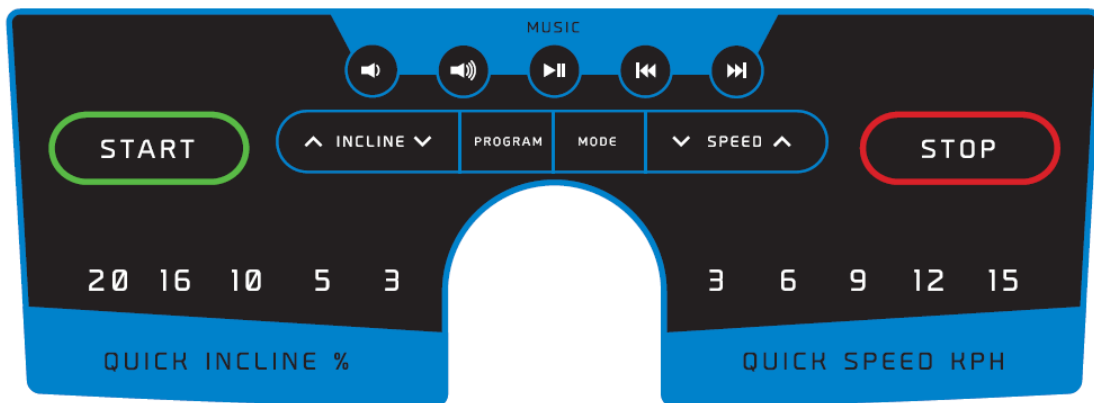 MUSIC
START
INCLINE PROGRAM MODE SPEED
STOP
20 16 10 5 3
3 6 9 12 15
QUICK INCLINE %
QUICK SPEED KPH